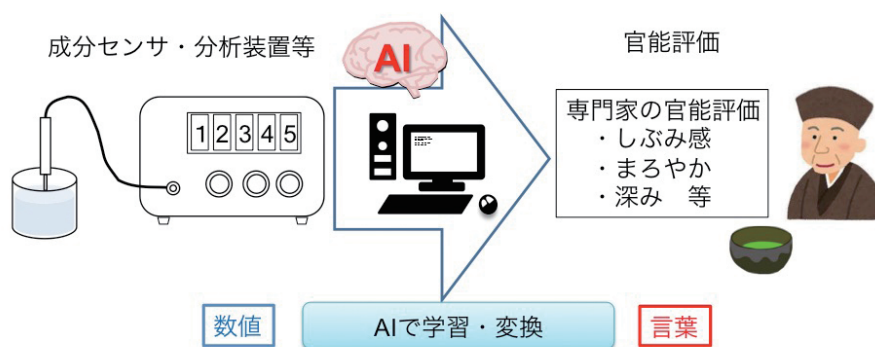 成分センサ・分析装置等
AI
官能評価
12345
専門家の官能評価
・しぶみ感
・まろやか
・深み 等
数値
AIで学習・変換
言葉